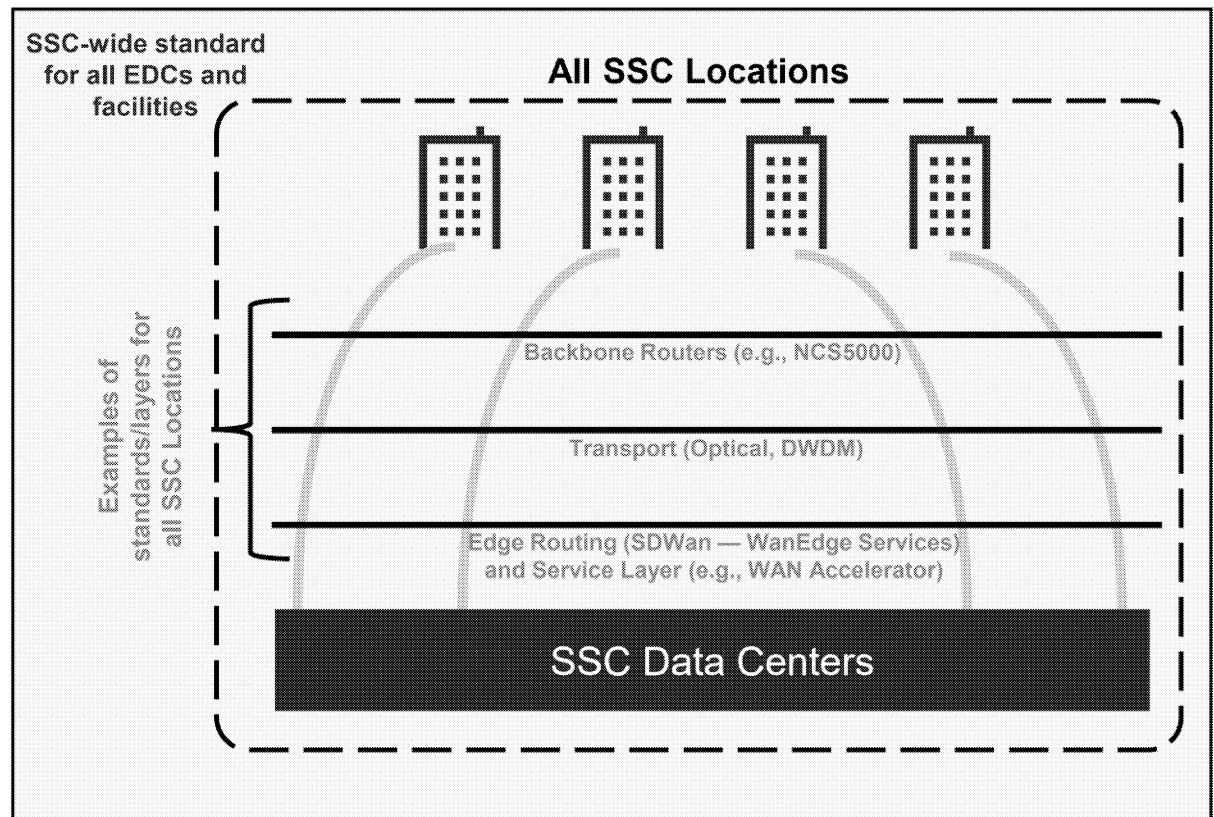 SSC-wide standard
for all EDCs and
facilities
All SSC Locations
Examples of
standards/layers for
all SSC Locations
Backbone Routers (e.g., NCS5000)
Transport (Optical, DWDM)
Edge Routing (SDWan — WanEdge Services)
and Service Layer (e.g., WAN Accelerator)
SSC Data Centers